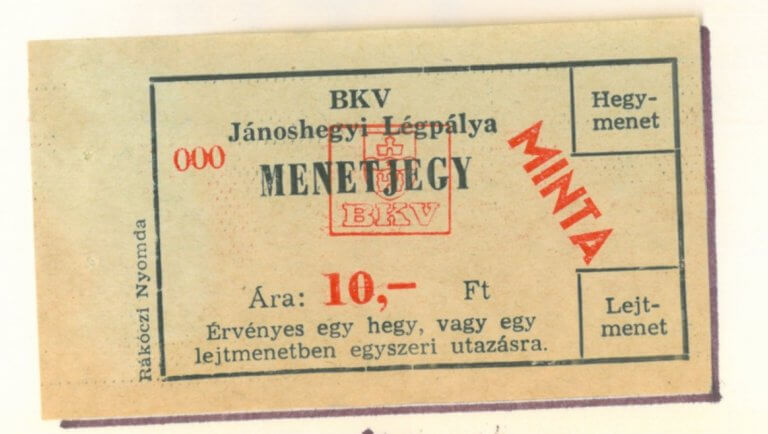 BKV
Jánoshegyi Légpálya
000
MENETJEGY
BKV
MINTA
Hegy-
menet
Ára: 10,— Ft
Érvényes egy hegy, vagy egy
lejtmenetben egyszeri utazásra.
Lejt-
menet
Rákóczi Nyomda